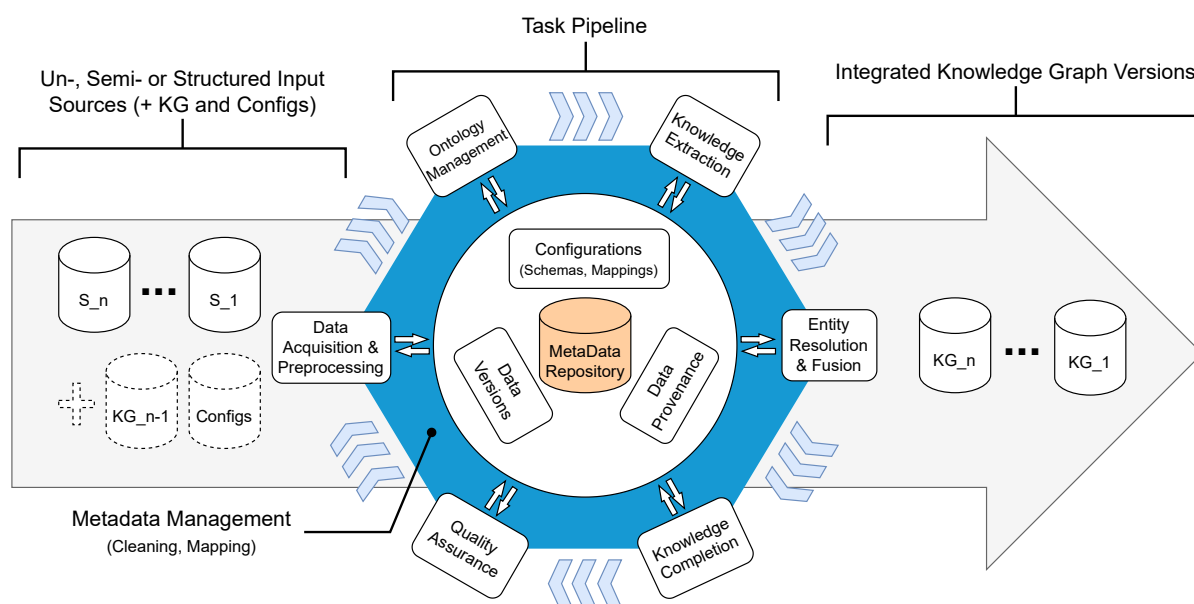 Task Pipeline
Un-, Semi- or Structured Input
Sources (+ KG and Configs)
Integrated Knowledge Graph Versions
Ontology
Management
Knowledge
Extraction
Configurations
(Schemas, Mappings)
S_n
...
S_1
Data
Acquisition &
Preprocessing
MetaData
Repository
Data
Versions
Data
Provenance
Entity
Resolution
& Fusion
KG_n
...
KG_1
KG_n-1
Configs
Metadata Management
(Cleaning, Mapping)
Quality
Assurance
Knowledge
Completion